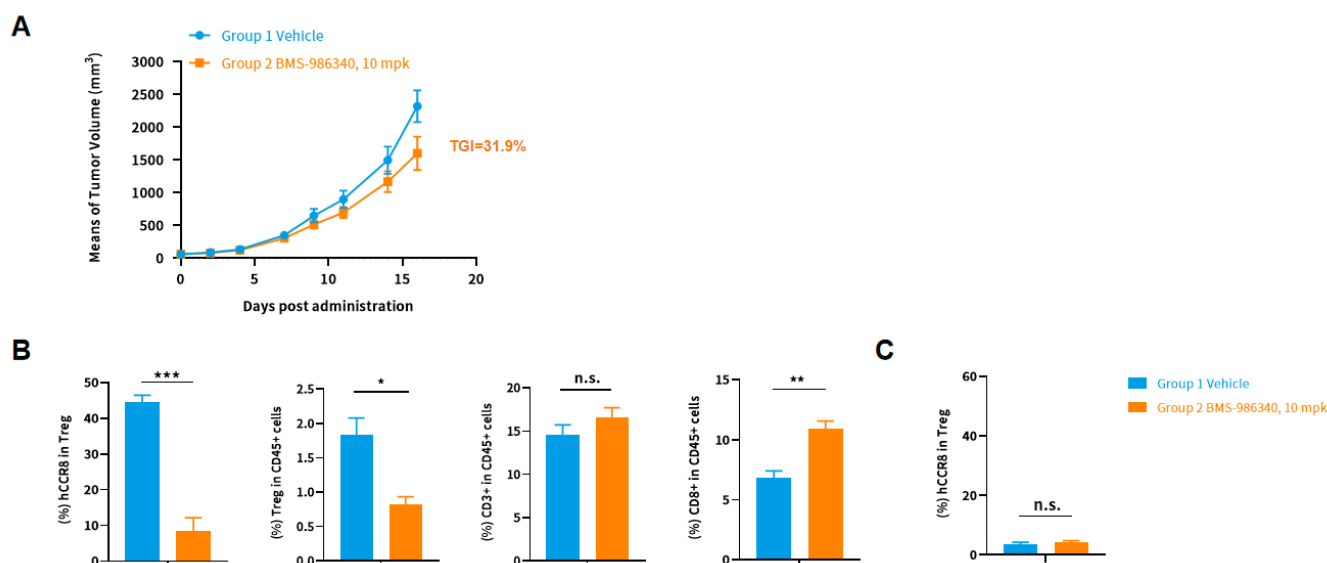 A
Group 1 Vehicle
Group 2 BMS-986340, 10 mpk
Means of Tumor Volume (mm³)
3000
2500
2000
1500
1000
500
0
TGI=31.9%
0 5 10 15 20
Days post administration
B
(%) hCCR8 in Treg
50
40
30
20
10
0
***
(%) Treg in CD45+ cells
2.5
2.0
1.5
1.0
0.5
0.0
*
(%) CD3+ in CD45+ cells
20
15
10
5
0
n.s.
(%) CD8+ in CD45+ cells
15
10
5
0
**
C
(%) hCCR8 in Treg
60
40
20
0
n.s.
Group 1 Vehicle
Group 2 BMS-986340, 10 mpk